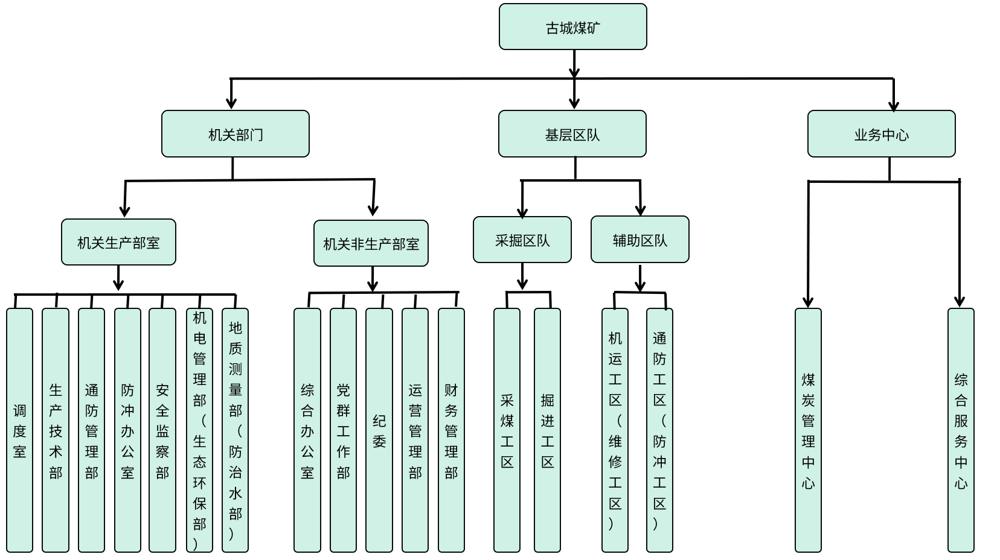 古城煤矿
机关部门
基层区队
业务中心
机关生产部室
机关非生产部室
采掘区队
辅助区队
调度室
生产技术部
通防管理部
防冲办公室
安全监察部
机电管理部（生态环保部）
地质测量部（防治水部）
综合办公室
党群工作部
纪委
运营管理部
财务管理部
采煤工区
掘进工区
机运工区（维修工区）
通防工区（防冲工区）
煤炭管理中心
综合服务中心